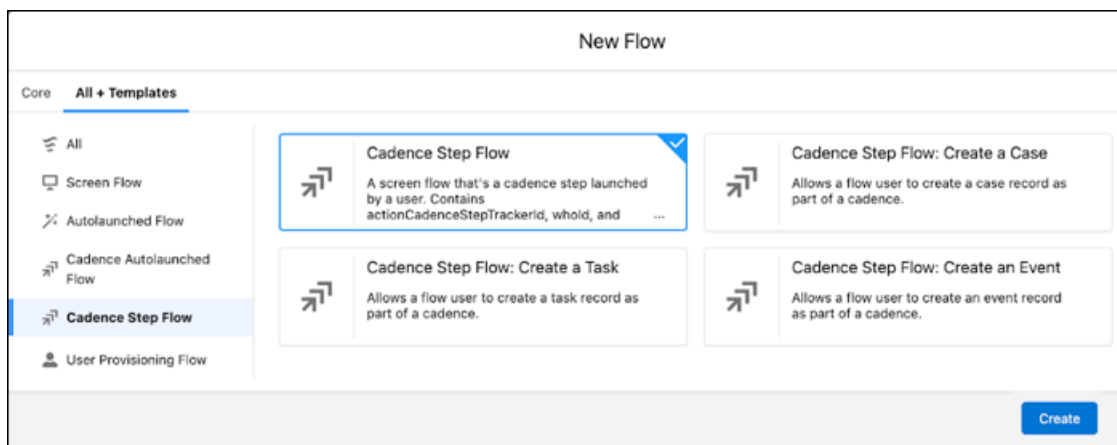 New Flow
Core
All + Templates
All
Screen Flow
Autolaunched Flow
Cadence Autolaunched
Flow
Cadence Step Flow
User Provisioning Flow
Cadence Step Flow
A screen flow that's a cadence step launched
by a user. Contains
actionCadenceStepTrackerId, whoId, and ...
Cadence Step Flow: Create a Case
Allows a flow user to create a case record as
part of a cadence.
Cadence Step Flow: Create a Task
Allows a flow user to create a task record as
part of a cadence.
Cadence Step Flow: Create an Event
Allows a flow user to create an event record
as part of a cadence.
Create